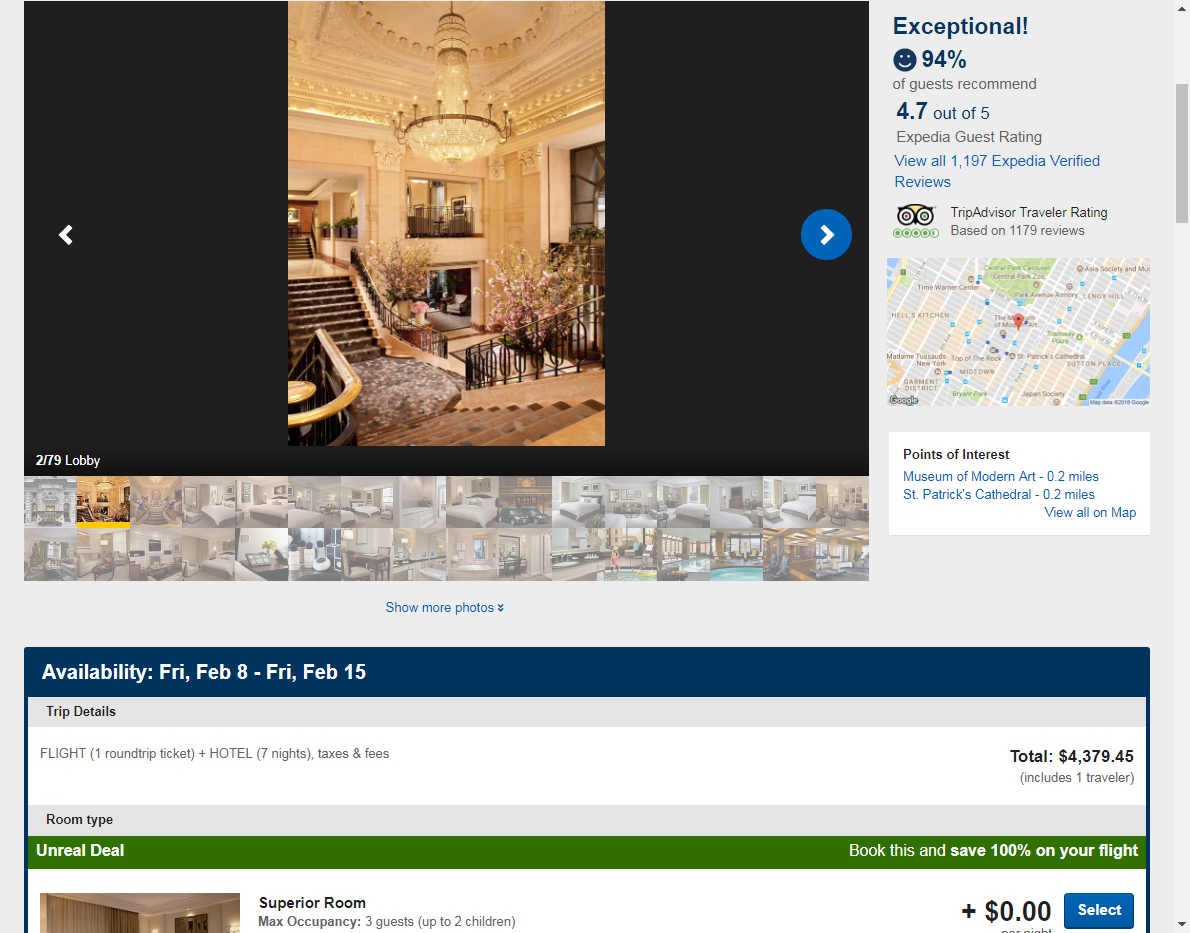 Exceptional!
94%
of guests recommend
4.7 out of 5
Expedia Guest Rating
View all 1,197 Expedia Verified
Reviews
TripAdvisor Traveler Rating
Based on 1179 reviews
Central Park Carousel
Central Park Zoo
Asia Society and Mu
Time Warner Center
Park Avenue Armory
LENOX HILL
HELL'S KITCHEN
The Museum
of Modern Art
Tramway
Plaza
Madame Tussauds
New York
Top of The Rock
St. Patrick's Cathedral
SUTTON PLACE
MIDTOWN
GARMENT
DISTRICT
Bryant Park
Japan Society
Google
Map data ©2018 Google
2/79 Lobby
Points of Interest
Museum of Modern Art - 0.2 miles
St. Patrick's Cathedral - 0.2 miles
View all on Map
Show more photos
Availability: Fri, Feb 8 - Fri, Feb 15
Trip Details
FLIGHT (1 roundtrip ticket) + HOTEL (7 nights), taxes & fees
Total: $4,379.45
(includes 1 traveler)
Room type
Unreal Deal
Book this and save 100% on your flight
Superior Room
Max Occupancy: 3 guests (up to 2 children)
+ $0.00
Select
per night